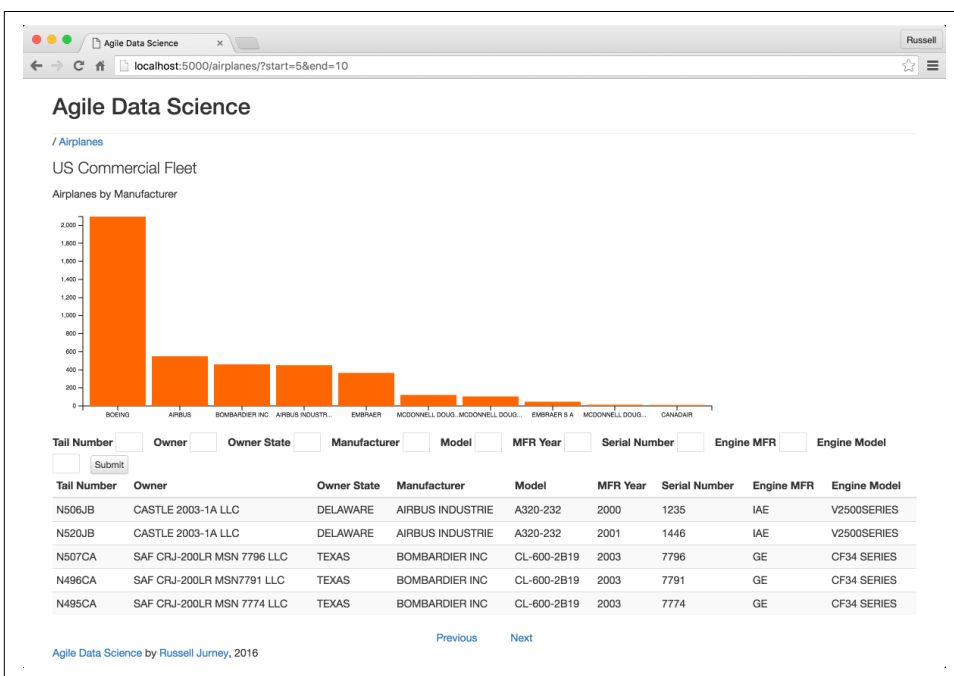 Agile Data Science ×
Russell
localhost:5000/airplanes/?start=5&end=10
Agile Data Science
/ Airplanes
US Commercial Fleet
Airplanes by Manufacturer
2,000
1,800
1,600
1,400
1,200
1,000
800
600
400
200
0
BOEING AIRBUS BOMBARDIER INC AIRBUS INDUSTR... EMBRAER MCDONNELL DOUG... MCDONNELL DOUG... EMBRAER S A MCDONNELL DOUG... CANADAIR
Tail Number Owner Owner State Manufacturer Model MFR Year Serial Number Engine MFR Engine Model
Submit
Tail Number Owner Owner State Manufacturer Model MFR Year Serial Number Engine MFR Engine Model
N506JB CASTLE 2003-1A LLC DELAWARE AIRBUS INDUSTRIE A320-232 2000 1235 IAE V2500SERIES
N520JB CASTLE 2003-1A LLC DELAWARE AIRBUS INDUSTRIE A320-232 2001 1446 IAE V2500SERIES
N507CA SAF CRJ-200LR MSN 7796 LLC TEXAS BOMBARDIER INC CL-600-2B19 2003 7796 GE CF34 SERIES
N496CA SAF CRJ-200LR MSN7791 LLC TEXAS BOMBARDIER INC CL-600-2B19 2003 7791 GE CF34 SERIES
N495CA SAF CRJ-200LR MSN 7774 LLC TEXAS BOMBARDIER INC CL-600-2B19 2003 7774 GE CF34 SERIES
Previous Next
Agile Data Science by Russell Jurney, 2016